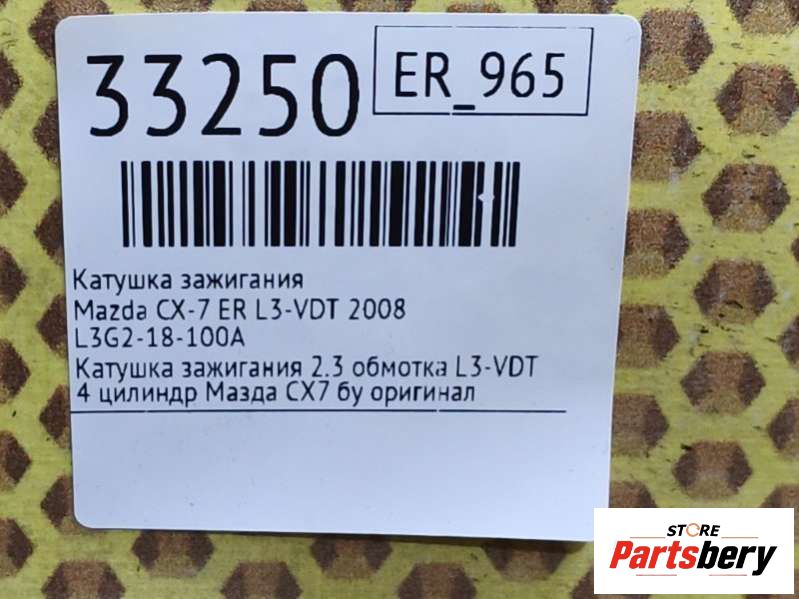 33250
ER_965
Катушка зажигания
Mazda CX-7 ER L3-VDT 2008
L3G2-18-100A
Катушка зажигания 2.3 обмотка L3-VDT
4 цилиндр Мазда CX7 бу оригинал
STORE
Partsbery